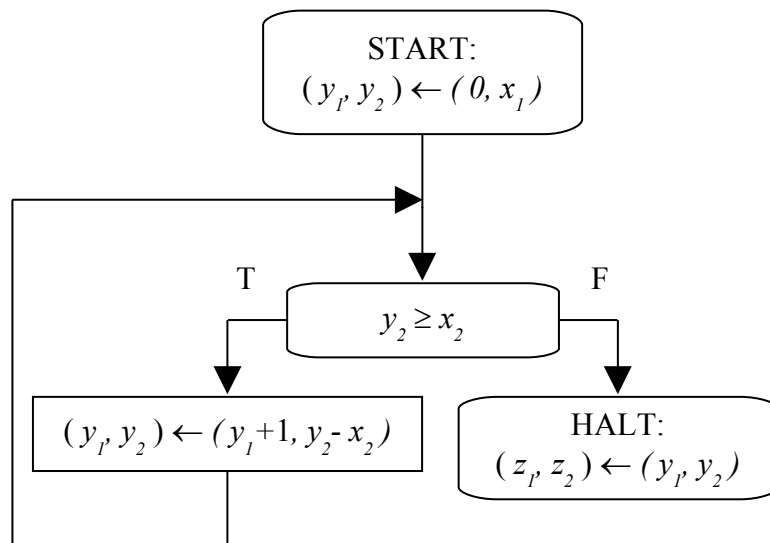 START:
( y₁, y₂ ) ← ( 0, x₁ )
T
F
y₂ ≥ x₂
( y₁, y₂ ) ← ( y₁+1, y₂- x₂ )
HALT:
( z₁, z₂ ) ← ( y₁, y₂ )